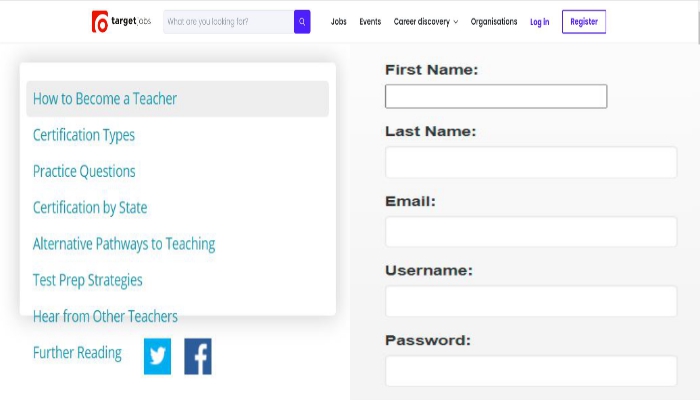 targetjobs
What are you looking for?
Jobs
Events
Career discovery
Organisations
Log in
Register
How to Become a Teacher
Certification Types
Practice Questions
Certification by State
Alternative Pathways to Teaching
Test Prep Strategies
Hear from Other Teachers
Further Reading
First Name:
Last Name:
Email:
Username:
Password: